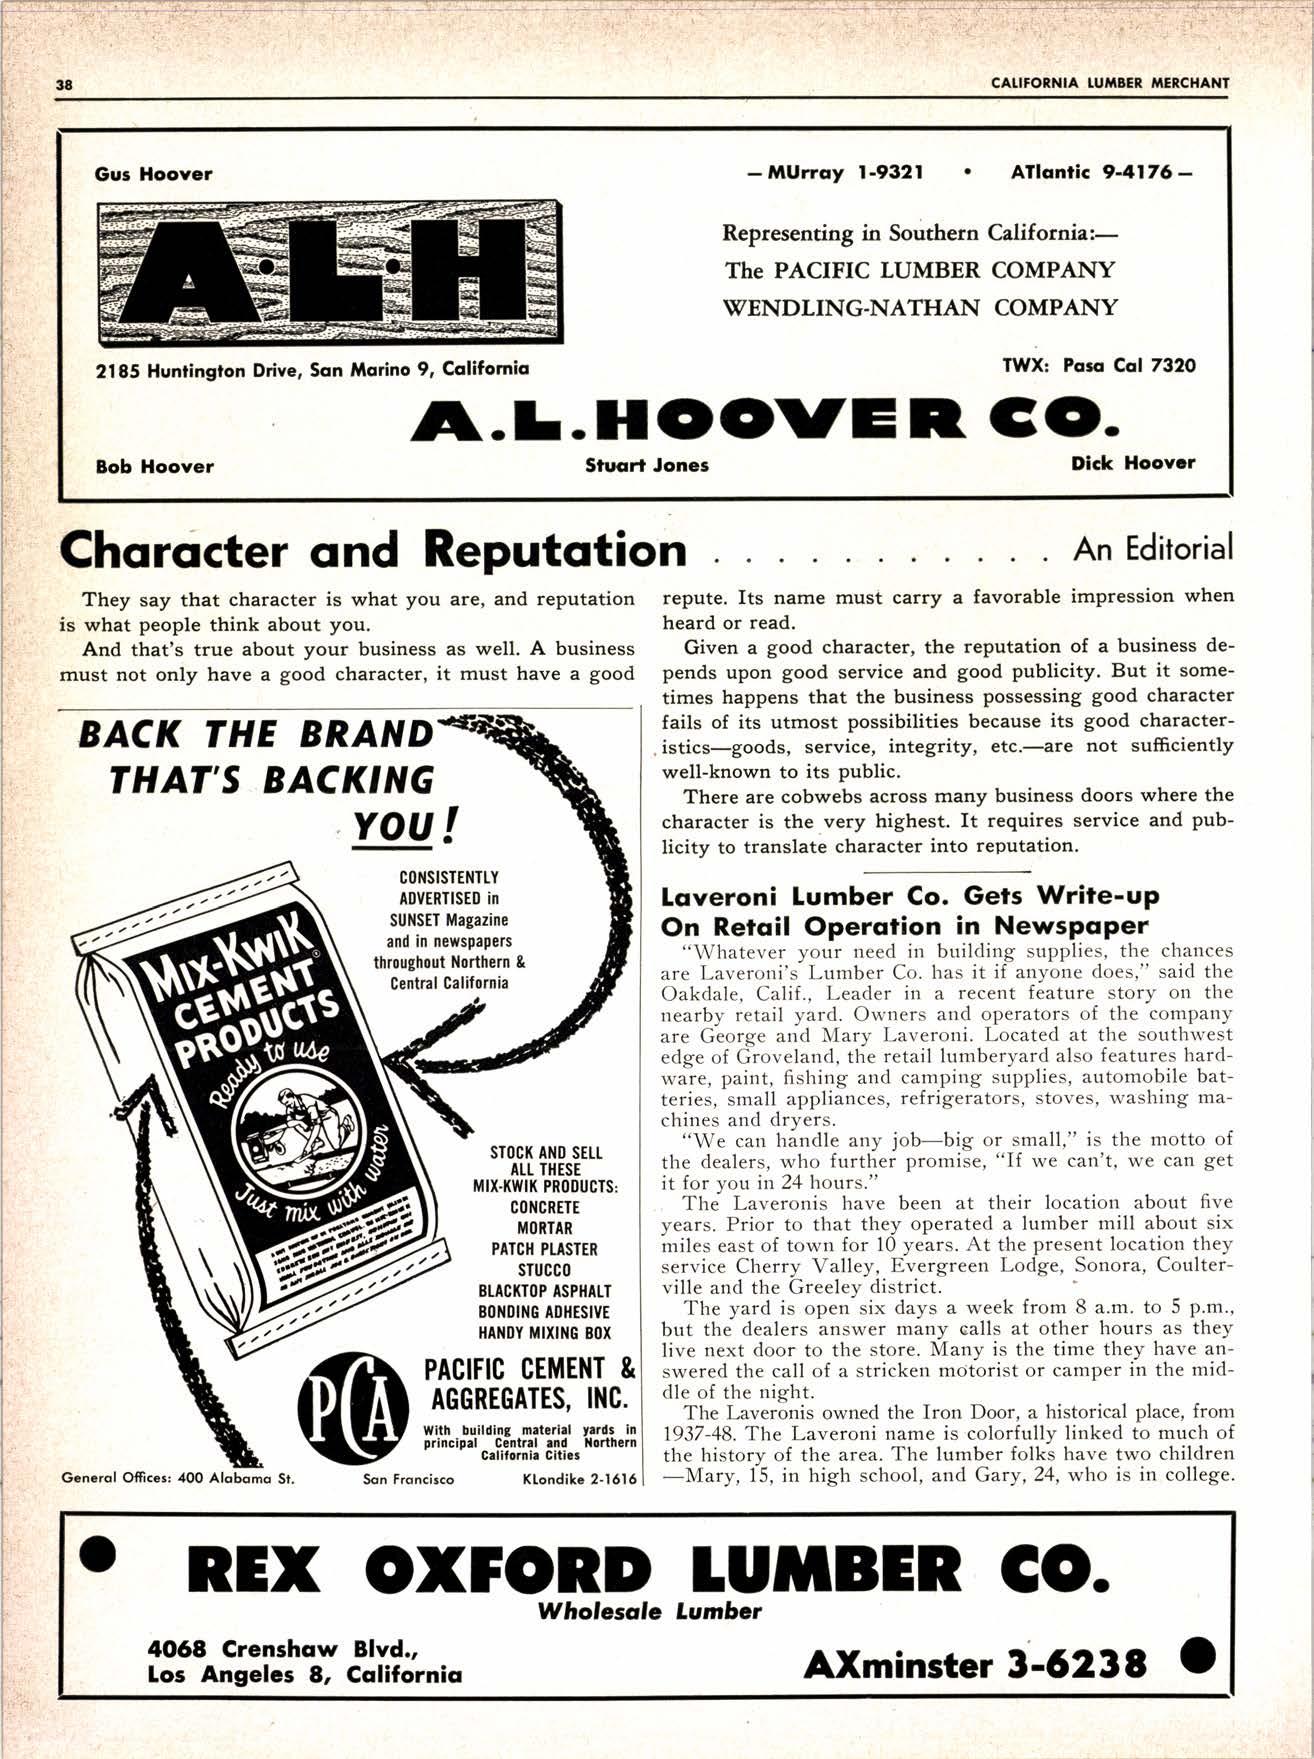 38
CALIFORNIA LUMBER MERCHANT
Gus Hoover
— MUrray 1-9321 • ATlantic 9-4176 —
A·L·H
Representing in Southern California:—
The PACIFIC LUMBER COMPANY
WENDLING-NATHAN COMPANY
2185 Huntington Drive, San Marino 9, California
TWX: Pasa Cal 7320
A.L.HOOVER CO.
Bob Hoover
Stuart Jones
Dick Hoover
Character and Reputation . . . . . . . . . . . . An Editorial
They say that character is what you are, and reputation
is what people think about you.
And that's true about your business as well. A business
must not only have a good character, it must have a good
repute. Its name must carry a favorable impression when
heard or read.
Given a good character, the reputation of a business de-
pends upon good service and good publicity. But it some-
times happens that the business possessing good character
fails of its utmost possibilities because its good character-
istics—goods, service, integrity, etc.—are not sufficiently
well-known to its public.
There are cobwebs across many business doors where the
character is the very highest. It requires service and pub-
licity to translate character into reputation.
BACK THE BRAND
THAT'S BACKING
YOU!
CONSISTENTLY
ADVERTISED in
SUNSET Magazine
and in newspapers
throughout Northern &
Central California
MIX-KWIK
CEMENT®
PRODUCTS
Ready to use
Just mix with water
STOCK AND SELL
ALL THESE
MIX-KWIK PRODUCTS:
CONCRETE
MORTAR
PATCH PLASTER
STUCCO
BLACKTOP ASPHALT
BONDING ADHESIVE
HANDY MIXING BOX
PCA
PACIFIC CEMENT &
AGGREGATES, INC.
With building material yards in
principal Central and Northern
California Cities
General Offices: 400 Alabama St. San Francisco KLondike 2-1616
Laveroni Lumber Co. Gets Write-up
On Retail Operation in Newspaper
"Whatever your need in building supplies, the chances
are Laveroni's Lumber Co. has it if anyone does," said the
Oakdale, Calif., Leader in a recent feature story on the
nearby retail yard. Owners and operators of the company
are George and Mary Laveroni. Located at the southwest
edge of Groveland, the retail lumberyard also features hard-
ware, paint, fishing and camping supplies, automobile bat-
teries, small appliances, refrigerators, stoves, washing ma-
chines and dryers.
"We can handle any job—big or small," is the motto of
the dealers, who further promise, "If we can't, we can get
it for you in 24 hours."
The Laveronis have been at their location about five
years. Prior to that they operated a lumber mill about six
miles east of town for 10 years. At the present location they
service Cherry Valley, Evergreen Lodge, Sonora, Coulter-
ville and the Greeley district.
The yard is open six days a week from 8 a.m. to 5 p.m.,
but the dealers answer many calls at other hours as they
live next door to the store. Many is the time they have an-
swered the call of a stricken motorist or camper in the mid-
dle of the night.
The Laveronis owned the Iron Door, a historical place, from
1937-48. The Laveroni name is colorfully linked to much of
the history of the area. The lumber folks have two children
—Mary, 15, in high school, and Gary, 24, who is in college.
REX OXFORD LUMBER CO.
Wholesale Lumber
4068 Crenshaw Blvd.,
Los Angeles 8, California
AXminster 3-6238